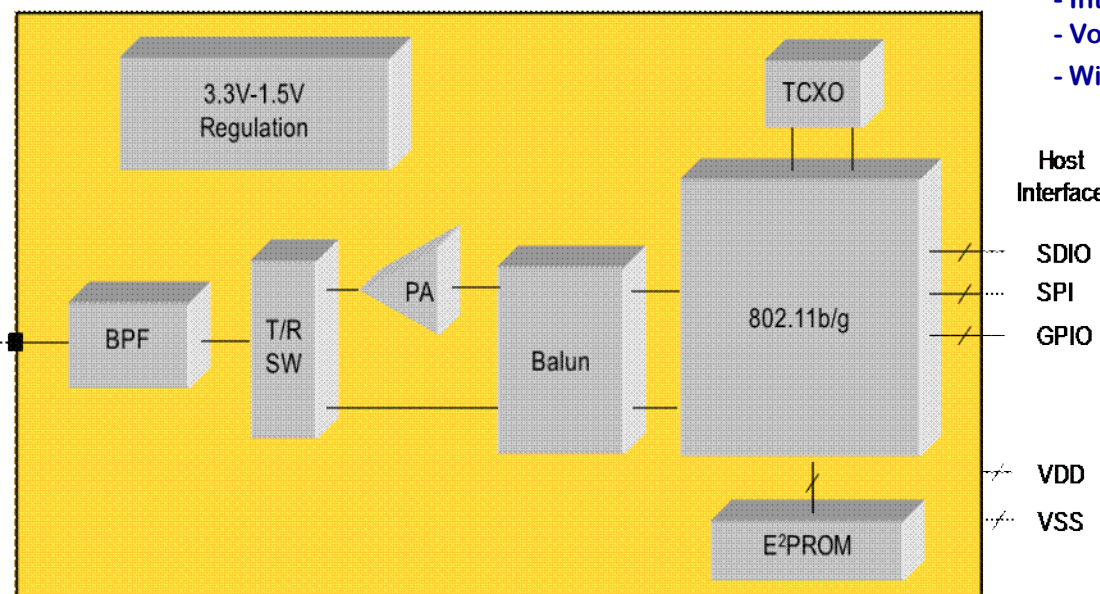 - Vo
- Wi
3.3V-1.5V
Regulation
TCXO
Host
Interface
SDIO
SPI
GPIO
PA
BPF
T/R
SW
Balun
802.11b/g
VDD
VSS
E²PROM